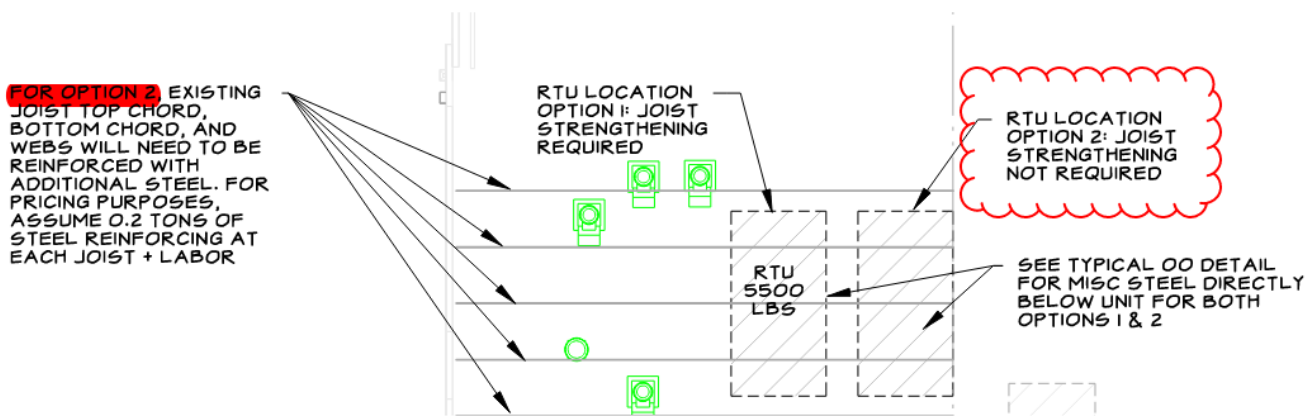 FOR OPTION 2, EXISTING
JOIST TOP CHORD,
BOTTOM CHORD, AND
WEBS WILL NEED TO BE
REINFORCED WITH
ADDITIONAL STEEL. FOR
PRICING PURPOSES,
ASSUME 0.2 TONS OF
STEEL REINFORCING AT
EACH JOIST + LABOR
RTU LOCATION
OPTION 1: JOIST
STRENGTHENING
REQUIRED
RTU LOCATION
OPTION 2: JOIST
STRENGTHENING
NOT REQUIRED
RTU
5500
LBS
SEE TYPICAL OO DETAIL
FOR MISC STEEL DIRECTLY
BELOW UNIT FOR BOTH
OPTIONS 1 & 2